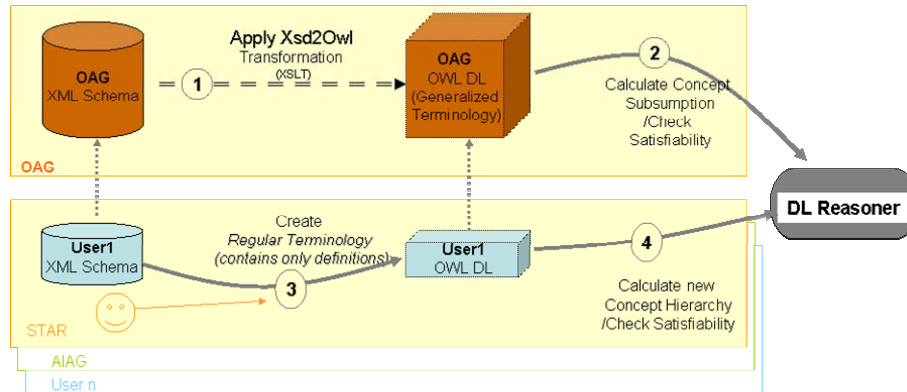 OAG
XML Schema
1
Apply Xsd2Owl
Transformation
(XSLT)
OAG
OWL DL
(Generalized
Terminology)
2
Calculate Concept
Subsumption
/Check
Satisfiability)
OAG
DL Reasoner
User1
XML Schema
Create
Regular Terminology
(contains only definitions)
3
User1
OWL DL
4
Calculate new
Concept Hierarchy
/Check Satisfiability)
STAR
AIAG
User n